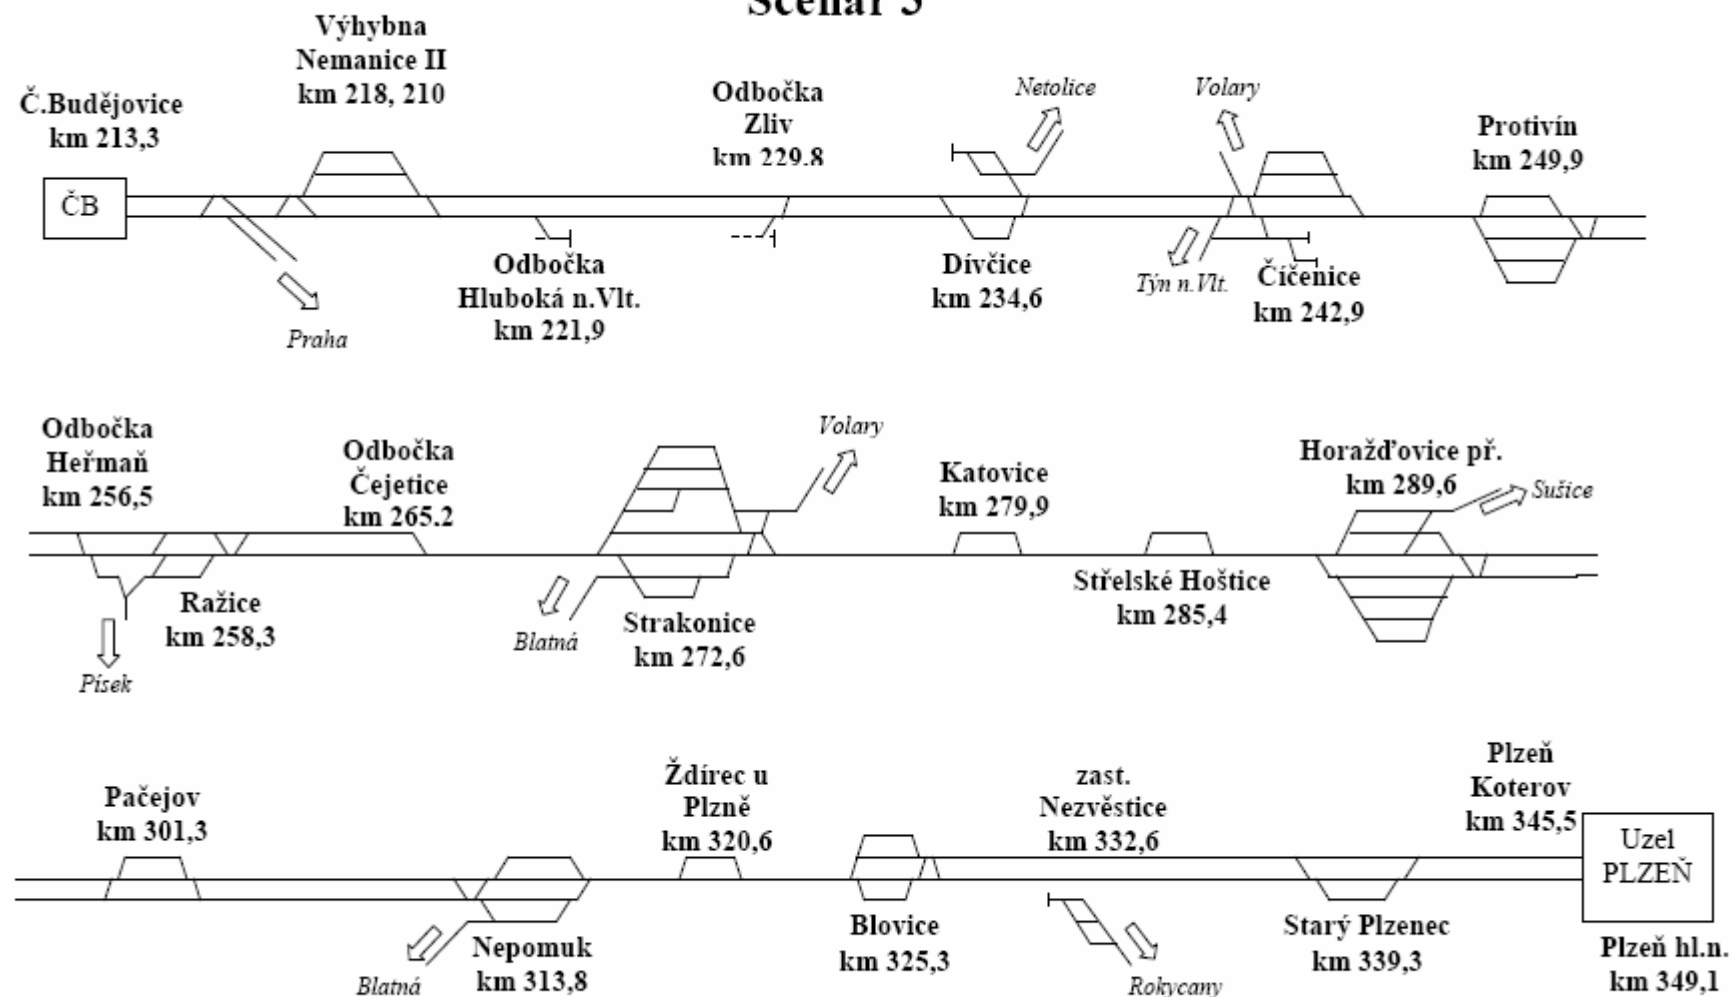 Scénář 5
Výhybna
Nemanice II
km 218, 210
Č.Budějovice
km 213,3
Odbočka
Zliv
km 229.8
Netolice
Volary
Protivín
km 249,9
ČB
Odbočka
Hluboká n.Vlt.
km 221,9
Dívčice
km 234,6
Týn n.Vlt.
Číčenice
km 242,9
Praha
Odbočka
Heřmaň
km 256,5
Odbočka
Čejetice
km 265.2
Volary
Katovice
km 279,9
Horažďovice př.
km 289,6
Sušice
Ražice
km 258,3
Písek
Blatná
Strakonice
km 272,6
Střelské Hoštice
km 285,4
Pačejov
km 301,3
Ždírec u
Plzně
km 320,6
zast.
Nezvěstice
km 332,6
Plzeň
Koterov
km 345,5
Uzel
PLZEŇ
Blatná
Nepomuk
km 313,8
Blovice
km 325,3
Rokycany
Starý Plzenec
km 339,3
Plzeň hl.n.
km 349,1